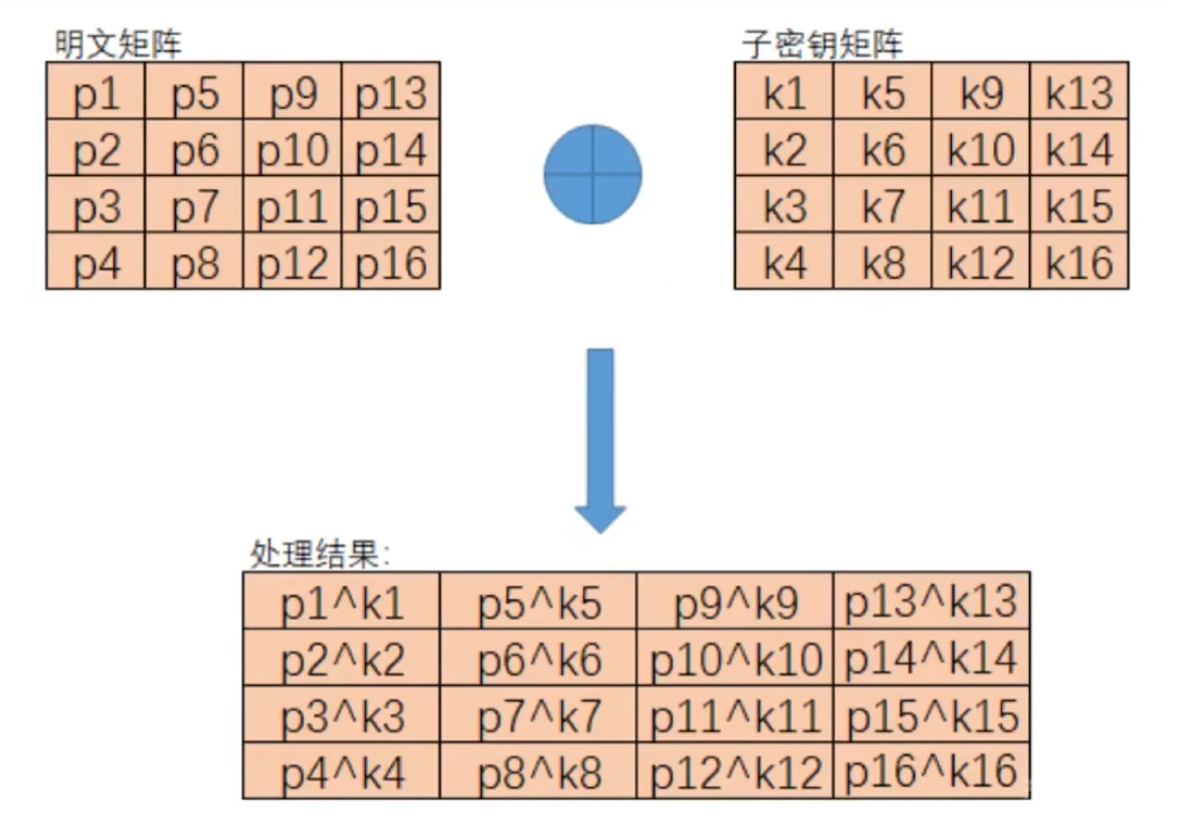 明文矩阵
子密钥矩阵
p1 p5 p9 p13
k1 k5 k9 k13
p2 p6 p10 p14
k2 k6 k10 k14
p3 p7 p11 p15
k3 k7 k11 k15
p4 p8 p12 p16
k4 k8 k12 k16
处理结果:
p1^k1 p5^k5 p9^k9 p13^k13
p2^k2 p6^k6 p10^k10 p14^k14
p3^k3 p7^k7 p11^k11 p15^k15
p4^k4 p8^k8 p12^k12 p16^k16